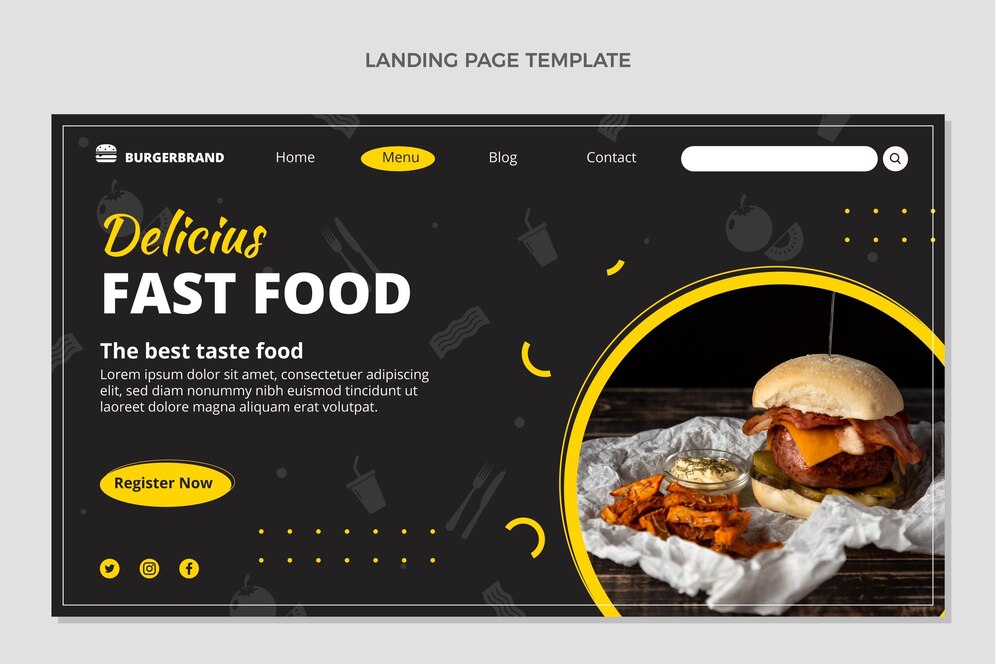 LANDING PAGE TEMPLATE
BURGERBRAND Home Menu Blog Contact
Delicius
FAST FOOD
The best taste food
Lorem ipsum dolor sit amet, consectetuer adipiscing
elit, sed diam nonummy nibh euismod tincidunt ut
laoreet dolore magna aliquam erat volutpat.
Register Now